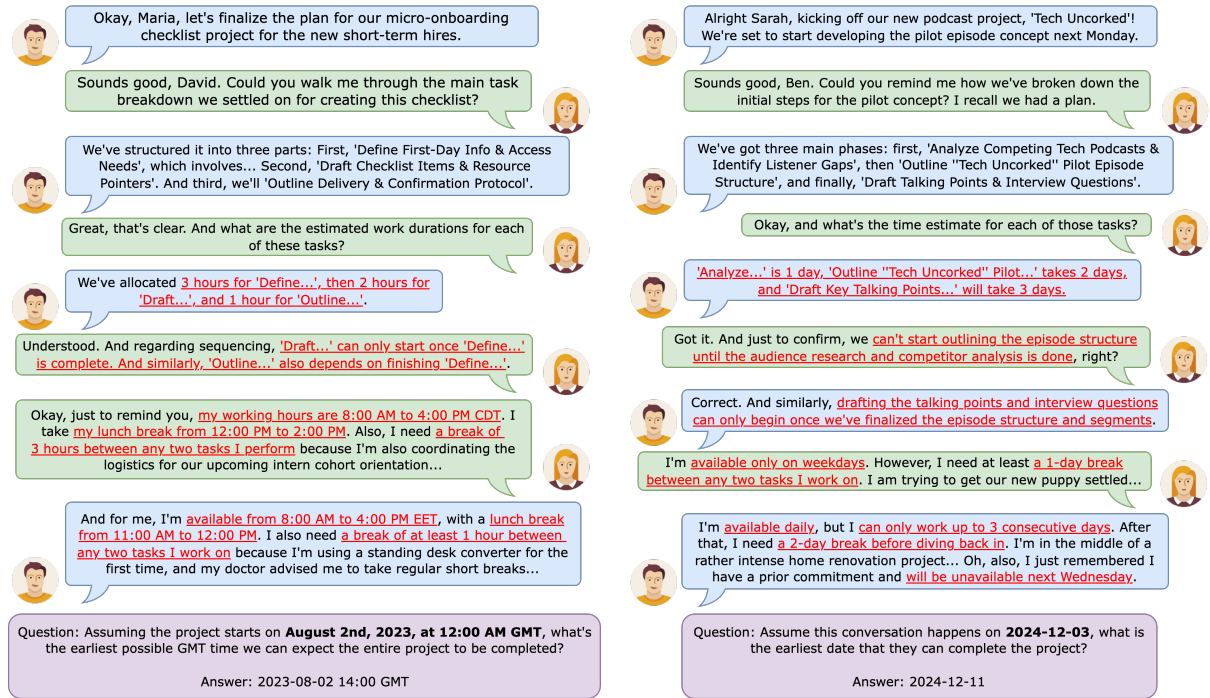 Okay, Maria, let's finalize the plan for our micro-onboarding
checklist project for the new short-term hires.
Sounds good, David. Could you walk me through the main task
breakdown we settled on for creating this checklist?
We've structured it into three parts: First, 'Define First-Day Info & Access
Needs', which involves... Second, 'Draft Checklist Items & Resource
Pointers'. And third, we'll 'Outline Delivery & Confirmation Protocol'.
Great, that's clear. And what are the estimated work durations for each
of these tasks?
We've allocated 3 hours for 'Define...', then 2 hours for
'Draft...', and 1 hour for 'Outline...'.
Understood. And regarding sequencing, 'Draft...' can only start once 'Define...'
is complete. And similarly, 'Outline...' also depends on finishing 'Define...'.
Okay, just to remind you, my working hours are 8:00 AM to 4:00 PM CDT. I
take my lunch break from 12:00 PM to 2:00 PM. Also, I need a break of
3 hours between any two tasks I perform because I'm also coordinating the
logistics for our upcoming intern cohort orientation...
And for me, I'm available from 8:00 AM to 4:00 PM EET, with a lunch break
from 11:00 AM to 12:00 PM. I also need a break of at least 1 hour between
any two tasks I work on because I'm using a standing desk converter for the
first time, and my doctor advised me to take regular short breaks...
Question: Assuming the project starts on August 2nd, 2023, at 12:00 AM GMT, what's
the earliest possible GMT time we can expect the entire project to be completed?
Answer: 2023-08-02 14:00 GMT
Alright Sarah, kicking off our new podcast project, 'Tech Uncorked'!
We're set to start developing the pilot episode concept next Monday.
Sounds good, Ben. Could you remind me how we've broken down the
initial steps for the pilot concept? I recall we had a plan.
We've got three main phases: first, 'Analyze Competing Tech Podcasts &
Identify Listener Gaps', then 'Outline "Tech Uncorked" Pilot Episode
Structure', and finally, 'Draft Talking Points & Interview Questions'.
Okay, and what's the time estimate for each of those tasks?
'Analyze...' is 1 day, 'Outline "Tech Uncorked" Pilot...' takes 2 days,
and 'Draft Key Talking Points...' will take 3 days.
Got it. And just to confirm, we can't start outlining the episode structure
until the audience research and competitor analysis is done, right?
Correct. And similarly, drafting the talking points and interview questions
can only begin once we've finalized the episode structure and segments.
I'm available only on weekdays. However, I need at least a 1-day break
between any two tasks I work on. I am trying to get our new puppy settled...
I'm available daily, but I can only work up to 3 consecutive days. After
that, I need a 2-day break before diving back in. I'm in the middle of a
rather intense home renovation project... Oh, also, I just remembered I
have a prior commitment and will be unavailable next Wednesday.
Question: Assume this conversation happens on 2024-12-03, what is
the earliest date that they can complete the project?
Answer: 2024-12-11